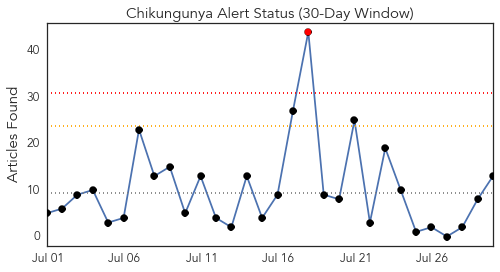 Chikungunya Alert Status (30-Day Window)
Articles Found
40
30
20
10
0
Jul 01
Jul 06
Jul 11
Jul 16
Jul 21
Jul 26